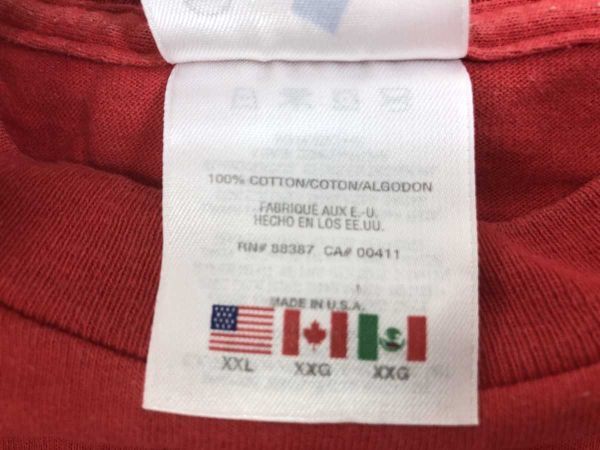 100% COTTON/COTON/ALGODON
FABRIQUE AUX E.-U.
HECHO EN LOS EE.UU.
RN# 88387 CA# 00411
1
MADE IN U.S.A.
XXL XXG XXG